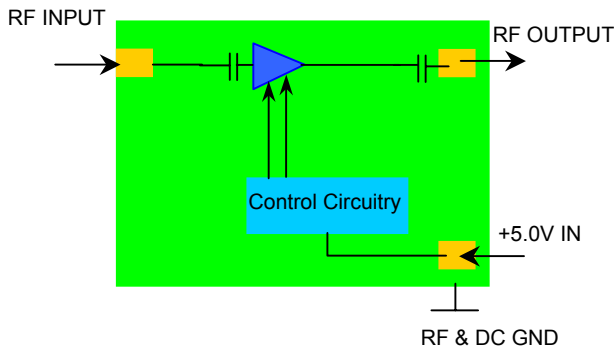 RF INPUT
RF OUTPUT
Control Circuitry
+5.0V IN
RF & DC GND